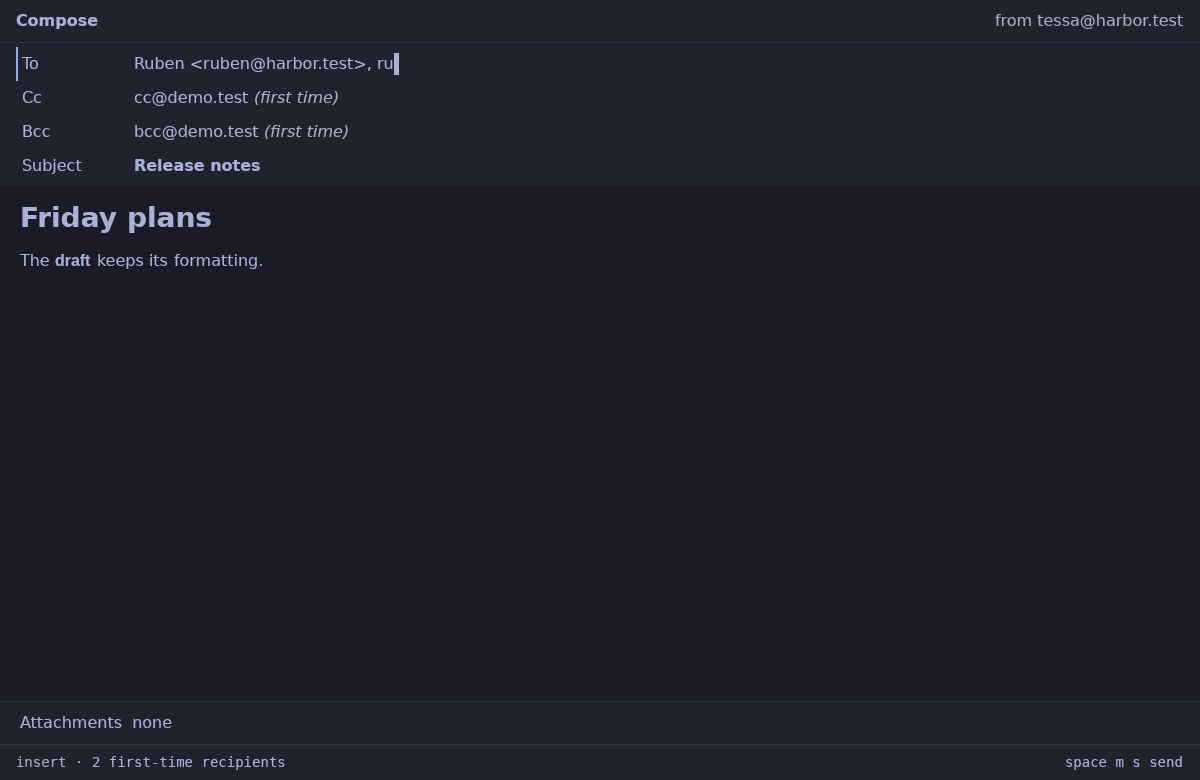 Compose from tessa@harbor.test
To Ruben <ruben@harbor.test>, ru
Cc cc@demo.test (first time)
Bcc bcc@demo.test (first time)
Subject Release notes
Friday plans
The draft keeps its formatting.
Attachments none
insert · 2 first-time recipients space m s send